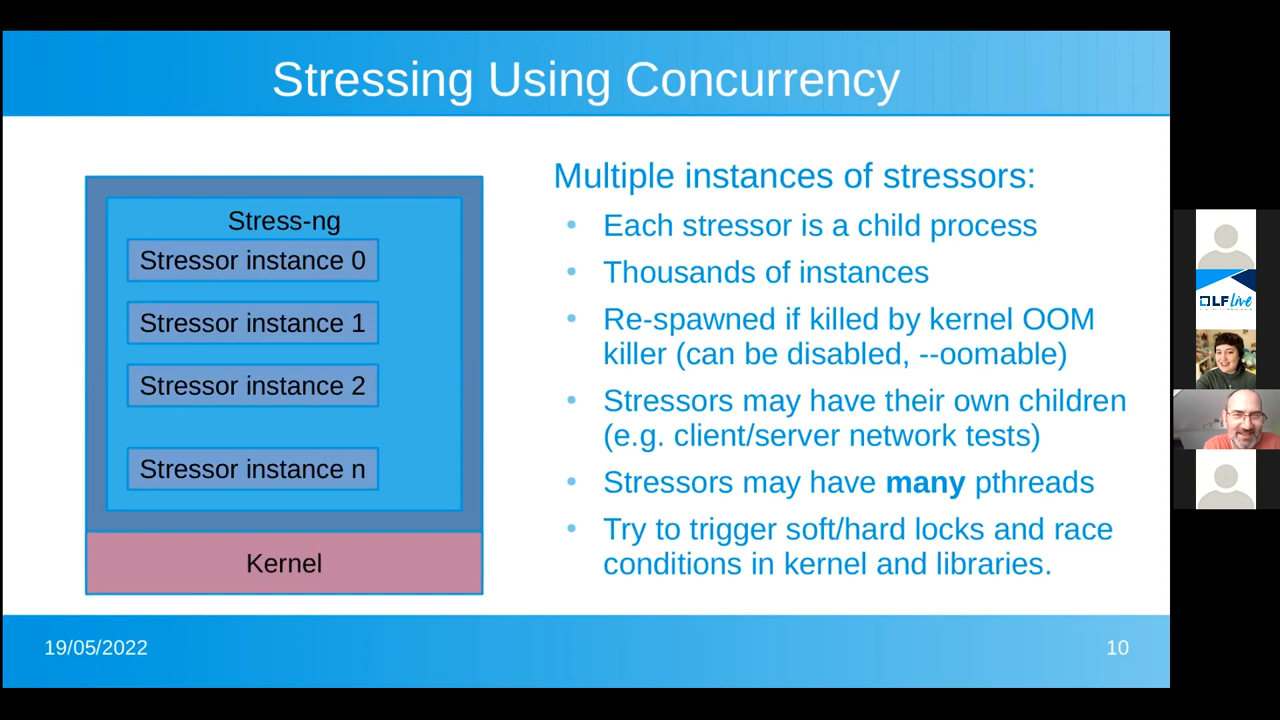 Stressing Using Concurrency
Stress-ng
Stressor instance 0
Stressor instance 1
Stressor instance 2
Stressor instance n
Kernel
Multiple instances of stressors:
• Each stressor is a child process
• Thousands of instances
• Re-spawned if killed by kernel OOM
killer (can be disabled, --oomable)
• Stressors may have their own children
(e.g. client/server network tests)
• Stressors may have many pthreads
• Try to trigger soft/hard locks and race
conditions in kernel and libraries.
19/05/2022
10
LF Live